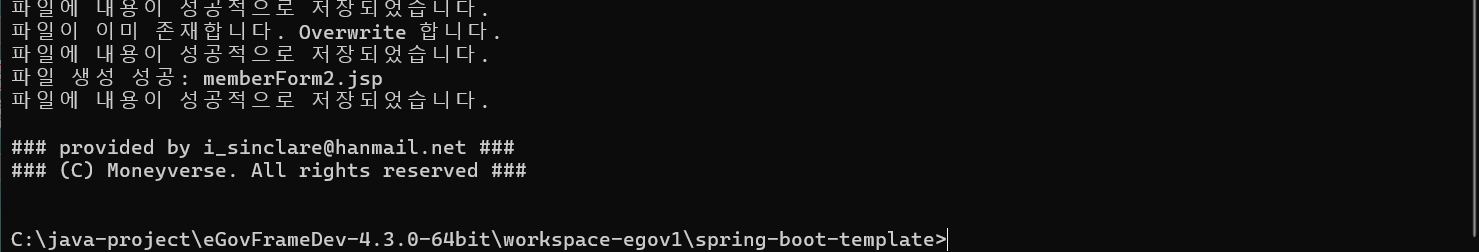 파일에 내용이 성공적으로 저장되었습니다.
파일이 이미 존재합니다. Overwrite 합니다.
파일에 내용이 성공적으로 저장되었습니다.
파일 생성 성공: memberForm2.jsp
파일에 내용이 성공적으로 저장되었습니다.
### provided by i_sinclare@hanmail.net ###
### (C) Moneyverse. All rights reserved ###
C:\java-project\eGovFrameDev-4.3.0-64bit\workspace-egov1\spring-boot-template>